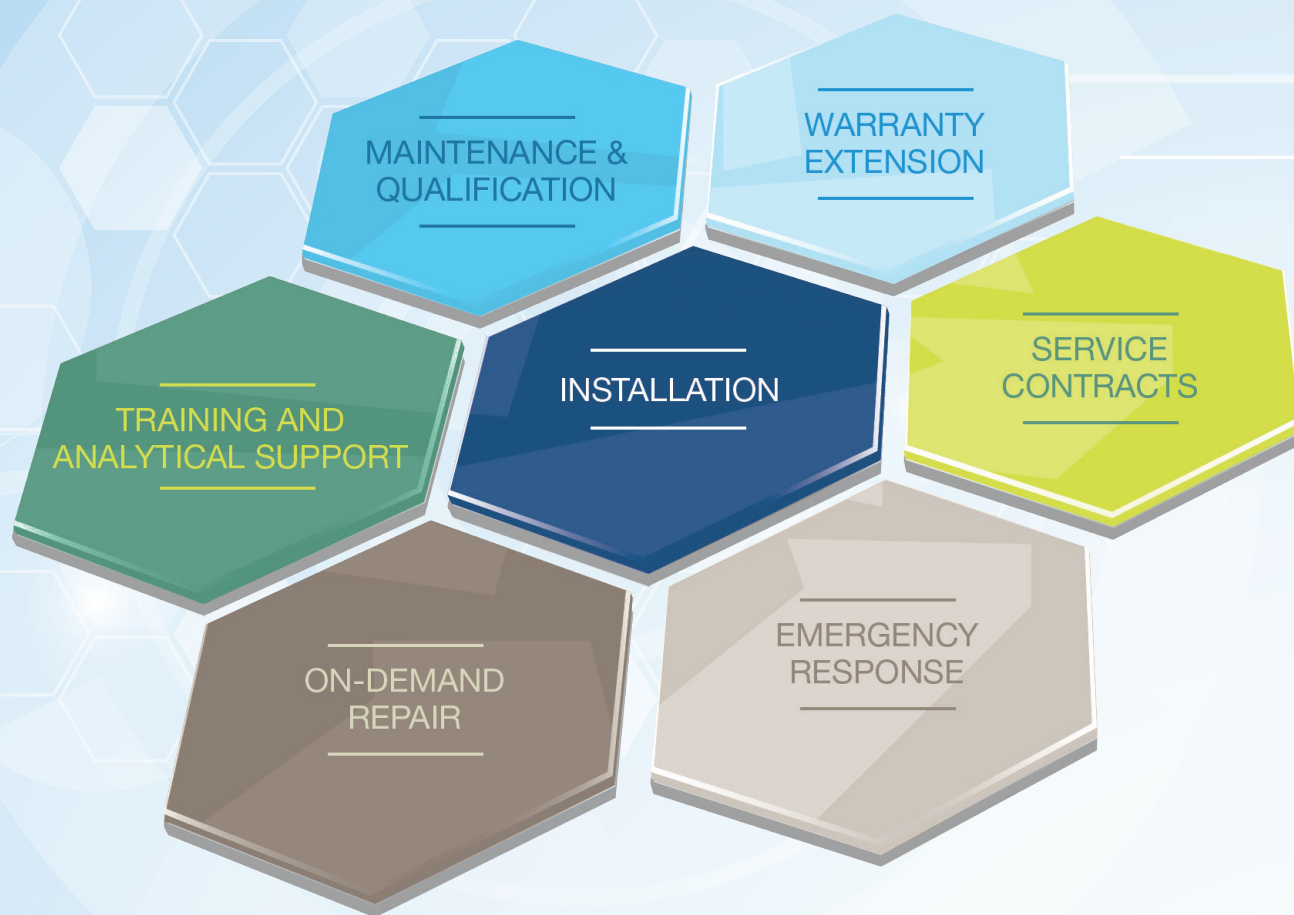 MAINTENANCE &
QUALIFICATION
WARRANTY
EXTENSION
TRAINING AND
ANALYTICAL SUPPORT
INSTALLATION
SERVICE
CONTRACTS
ON-DEMAND
REPAIR
EMERGENCY
RESPONSE